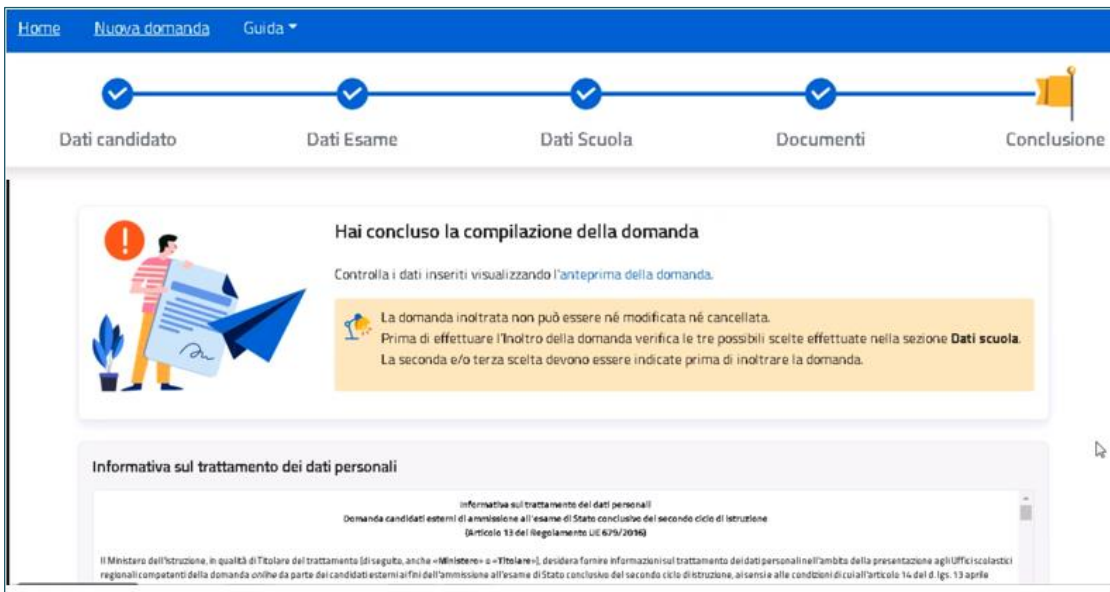 Home Nuova domanda Guida
Dati candidato Dati Esame Dati Scuola Documenti Conclusione
Hai concluso la compilazione della domanda
Controlla i dati inseriti visualizzando l'anteprima della domanda.
La domanda inoltrata non può essere né modificata né cancellata.
Prima di effettuare l'Inoltro della domanda verifica le tre possibili scelte effettuate nella sezione Dati scuola.
La seconda e/o terza scelta devono essere indicate prima di inoltrare la domanda.
Informativa sul trattamento dei dati personali
Informativa sul trattamento dei dati personali
Domanda candidati esterni di ammissione all'esame di Stato conclusivo del secondo ciclo di istruzione
(Articolo 13 del Regolamento UE 679/2016)
Il Ministero dell'Istruzione, in qualità di Titolare del trattamento (di seguito, anche «Ministero» o «Titolare»), desidera fornire informazioni sul trattamento dei dati personali nell'ambito della presentazione agli Uffici scolastici
regionali competenti della domanda online da parte dei candidati esterni ai fini dell'ammissione all'esame di Stato conclusivo del secondo ciclo di istruzione, ai sensi e alle condizioni di cui all'articolo 14 del d. lgs. 13 aprile